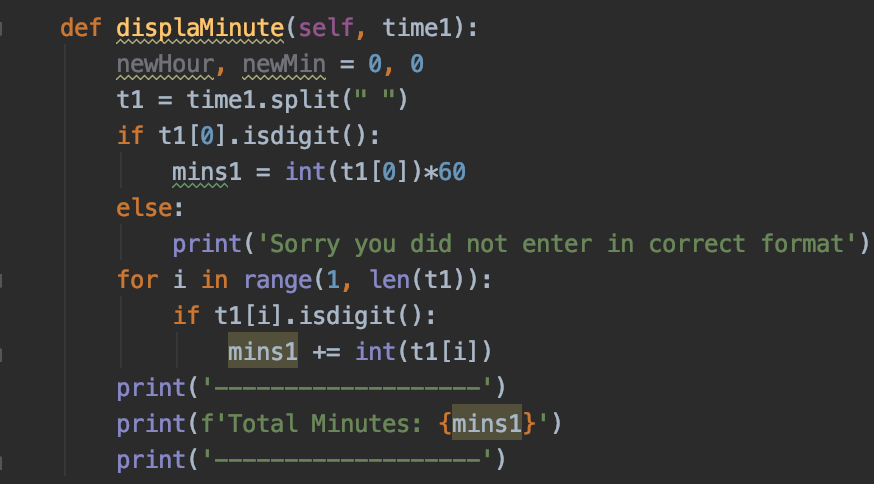 def displaMinute(self, time1):
    newHour, newMin = 0, 0
    t1 = time1.split(" ")
    if t1[0].isdigit():
        mins1 = int(t1[0])*60
    else:
        print('Sorry you did not enter in correct format')
    for i in range(1, len(t1)):
        if t1[i].isdigit():
            mins1 += int(t1[i])
    print('-------------------')
    print(f'Total Minutes: {mins1}')
    print('-------------------')